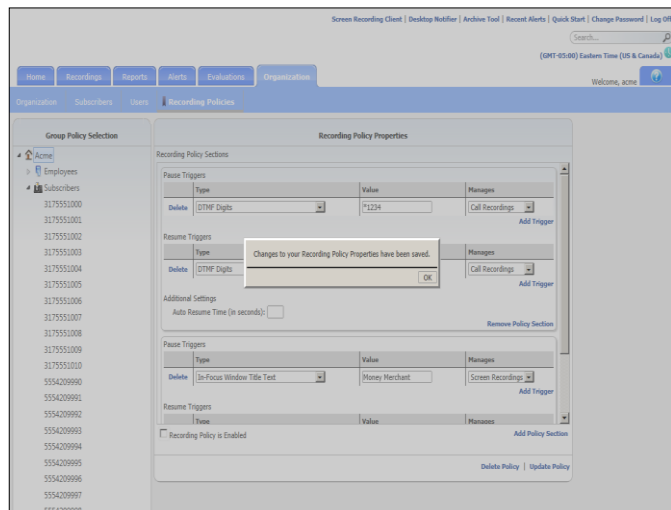 Screen Recording Client | Desktop Notifier | Archive Tool | Recent Alerts | Quick Start | Change Password | Log Off
Search...
(GMT-05:00) Eastern Time (US & Canada)
Home Recordings Reports Alerts Evaluations Organization
Welcome, acme
Organization Subscribers Users Recording Policies
Group Policy Selection
Acme
Employees
Subscribers
3175551000
3175551001
3175551002
3175551003
3175551004
3175551005
3175551006
3175551007
3175551008
3175551009
3175551010
5554209990
5554209991
5554209992
5554209993
5554209994
5554209995
5554209996
5554209997
Recording Policy Properties
Recording Policy Sections
Pause Triggers
Type Value Manages
Delete DTMF Digits *1234 Call Recordings
Add Trigger
Resume Triggers
Type Manages
Delete DTMF Digits Call Recordings
Add Trigger
Changes to your Recording Policy Properties have been saved.
OK
Additional Settings
Auto Resume Time (in seconds):
Remove Policy Section
Pause Triggers
Type Value Manages
Delete In-Focus Window Title Text Money Merchant Screen Recordings
Add Trigger
Resume Triggers
Type Value Manages
Recording Policy is Enabled
Add Policy Section
Delete Policy | Update Policy